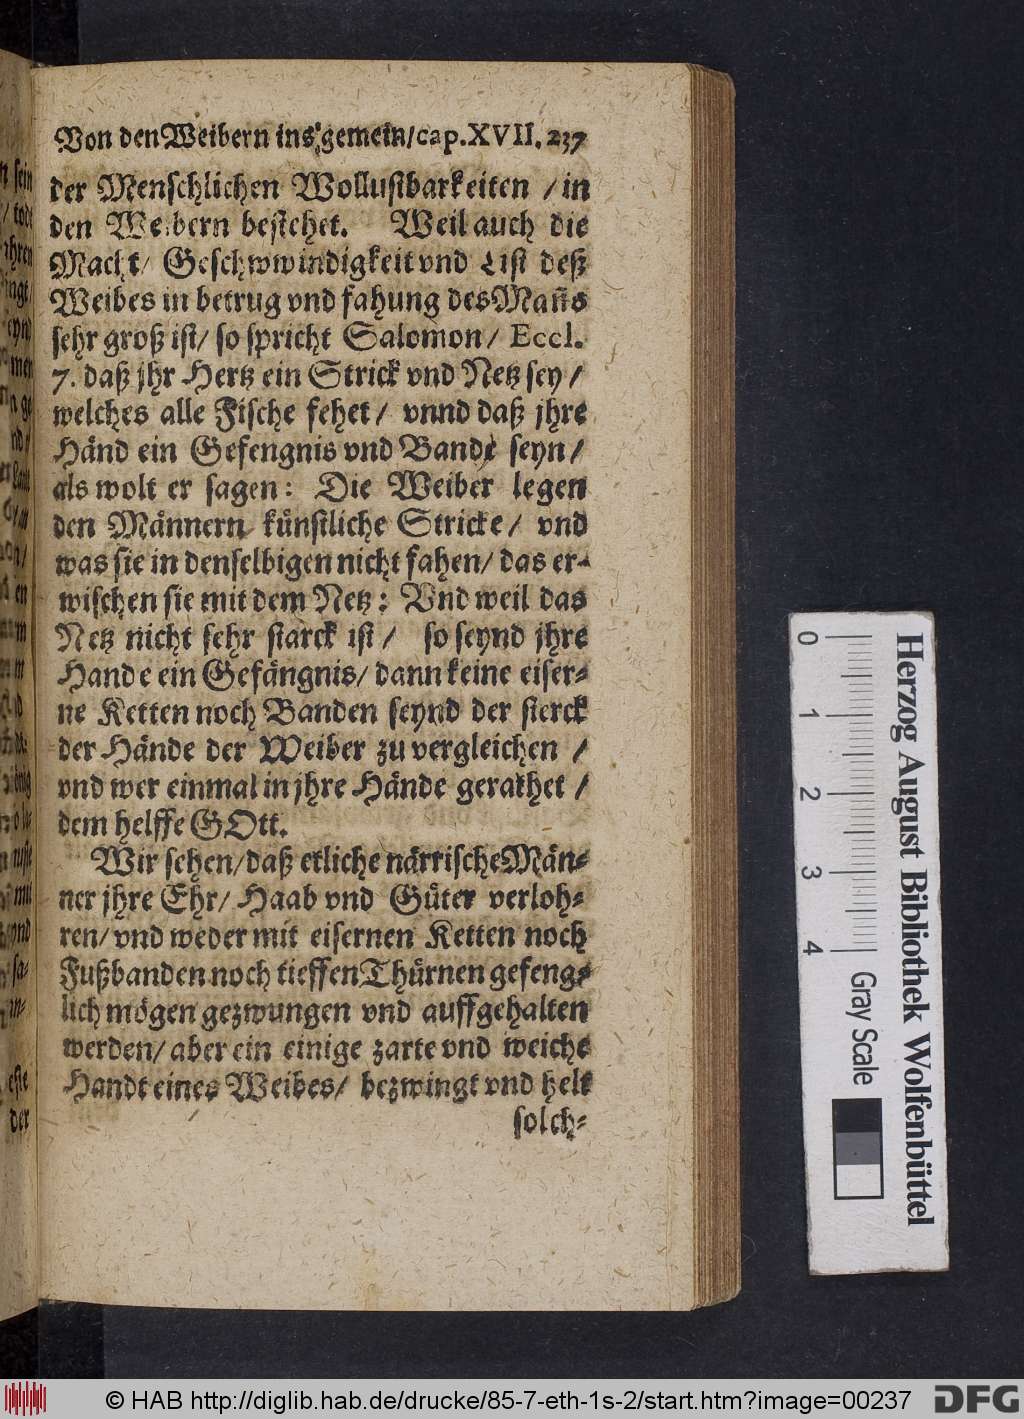 Von den Weibern ins gemein/cap.XVII. 237
der Menschlichen Wollustbarkeiten / in
den Weibern bestehet. Weil auch die
Macht/ Geschwwindigkeit vnd List deß
Weibes in betrug vnd fahung des Mañs
sehr groß ist/ so spricht Salomon/ Eccl.
7. daß jhr Hertz ein Strick vnd Netz sey /
welches alle Fische fehet/ vnnd daß jhre
Händ ein Gefengnis vnd Bande seyn/
als wolt er sagen: Die Weiber legen
den Männern künstliche Stricke/ vnd
was sie in denselbigen nicht fahen/ das er-
wischen sie mit dem Netz: Vnd weil das
Netz nicht sehr starck ist / so seynd jhre
Hande ein Gefängnis/ dann keine eiser-
ne Ketten noch Banden seynd der sterck
der Hände der Weiber zu vergleichen /
vnd wer einmal in jhre Hände gerathet /
dem helffe GOtt.
Wir sehen/ daß etliche närrische Män-
ner jhre Ehr/ Haab vnd Güter verloh-
ren/ vnd weder mit eisernen Ketten noch
Fußbanden noch tieffen Thürnen gefeng-
lich mögen gezwungen vnd auffgehalten
werden/ aber ein einige zarte vnd weiche
Handt eines Weibes/ bezwingt vnd helt
solch-
0 1 2 3 4
Gray Scale
Herzog August Bibliothek Wolfenbüttel
© HAB http://diglib.hab.de/drucke/85-7-eth-1s-2/start.htm?image=00237
DFG